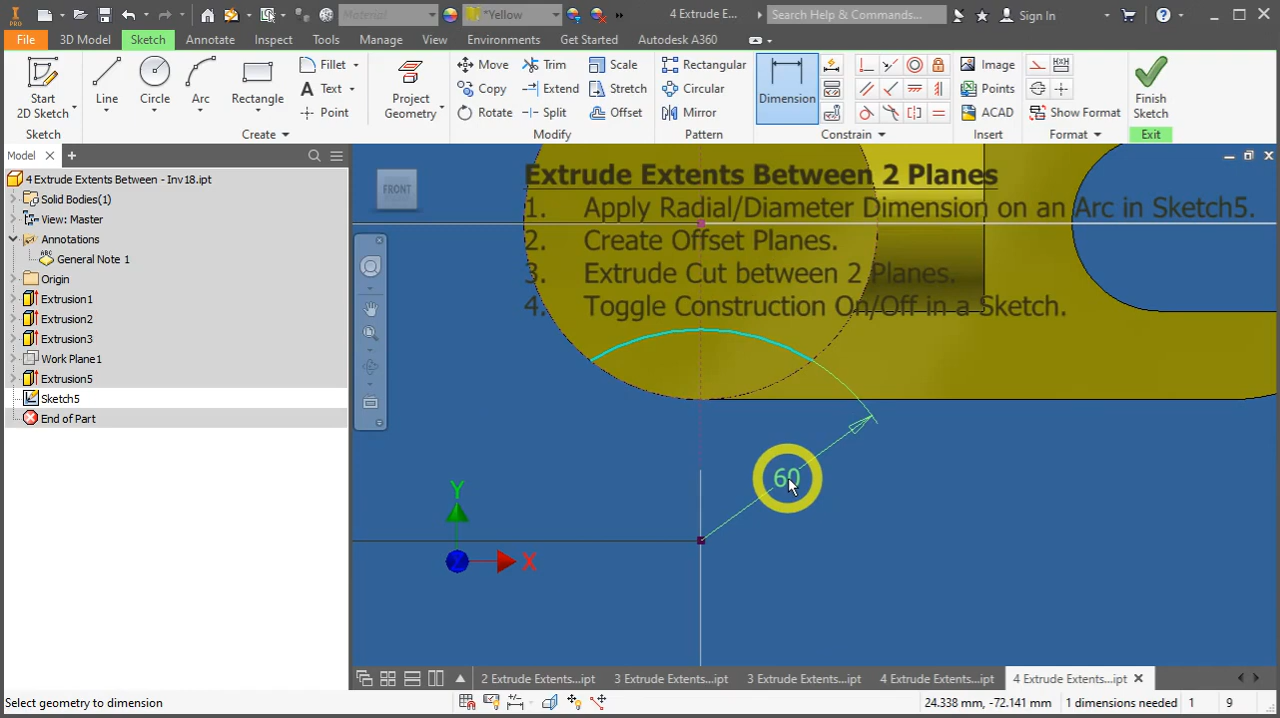 I PRO Material *Yellow 4 Extrude E... Search Help & Commands... Sign In
File 3D Model Sketch Annotate Inspect Tools Manage View Environments Get Started Autodesk A360
Start 2D Sketch Line Circle Arc Rectangle Fillet Text Point Project Geometry Move Copy Rotate Trim Extend Split Scale Stretch Offset Rectangular Circular Mirror Dimension Image Points ACAD Show Format Finish Sketch
Sketch Create Modify Pattern Constrain Insert Format Exit
Model
4 Extrude Extents Between - Inv18.ipt
Solid Bodies(1)
View: Master
Annotations
General Note 1
Origin
Extrusion1
Extrusion2
Extrusion3
Work Plane1
Extrusion5
Sketch5
End of Part
FRONT
Extrude Extents Between 2 Planes
1. Apply Radial/Diameter Dimension on an Arc in Sketch5.
2. Create Offset Planes.
3. Extrude Cut between 2 Planes.
4. Toggle Construction On/Off in a Sketch.
60
Y
Z
X
2 Extrude Extents...ipt 3 Extrude Extents...ipt 3 Extrude Extents...ipt 4 Extrude Extents...ipt 4 Extrude Extents...ipt
Select geometry to dimension 24.338 mm, -72.141 mm 1 dimensions needed 1 9